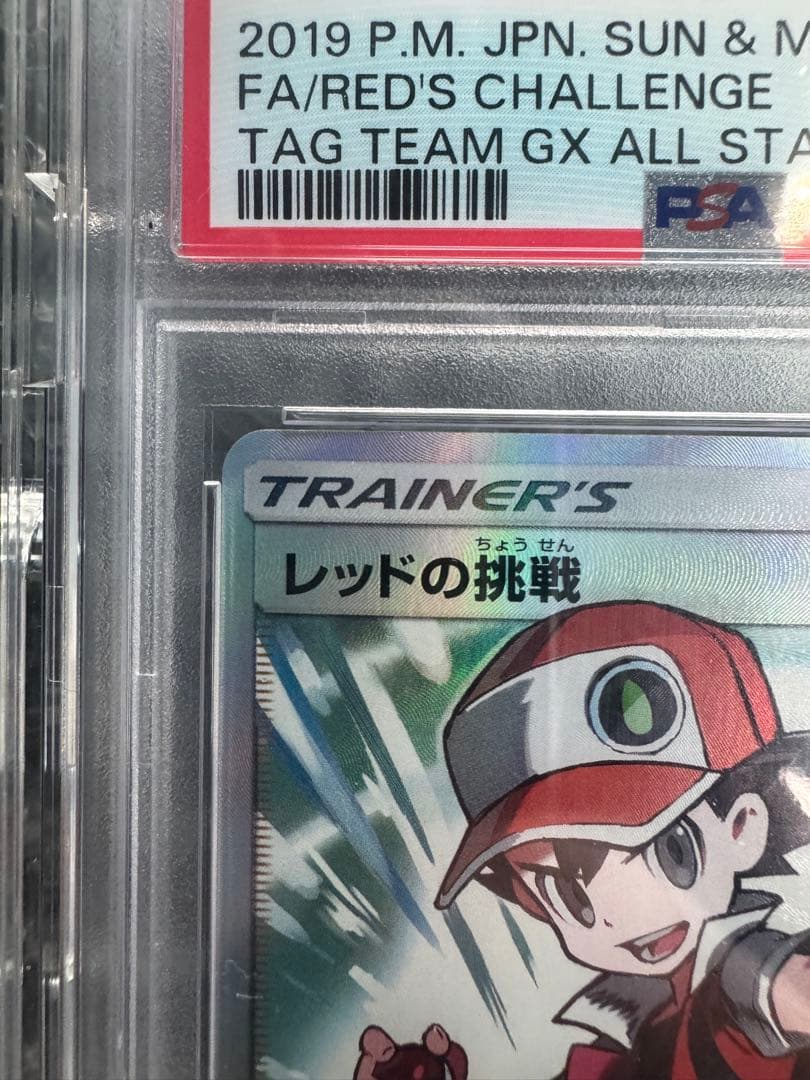 2019 P.M. JPN. SUN & M
FA/RED'S CHALLENGE
TAG TEAM GX ALL STA
PSA
TRAINER'S
ちょう せん
レッドの挑戦